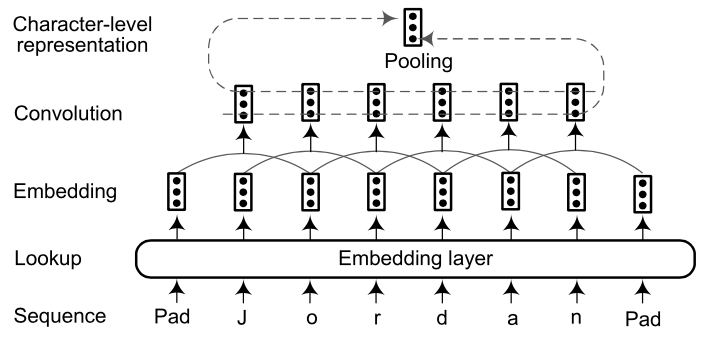 Character-level
representation
Pooling
Convolution
Embedding
Lookup
Embedding layer
Sequence
Pad J o r d a n Pad